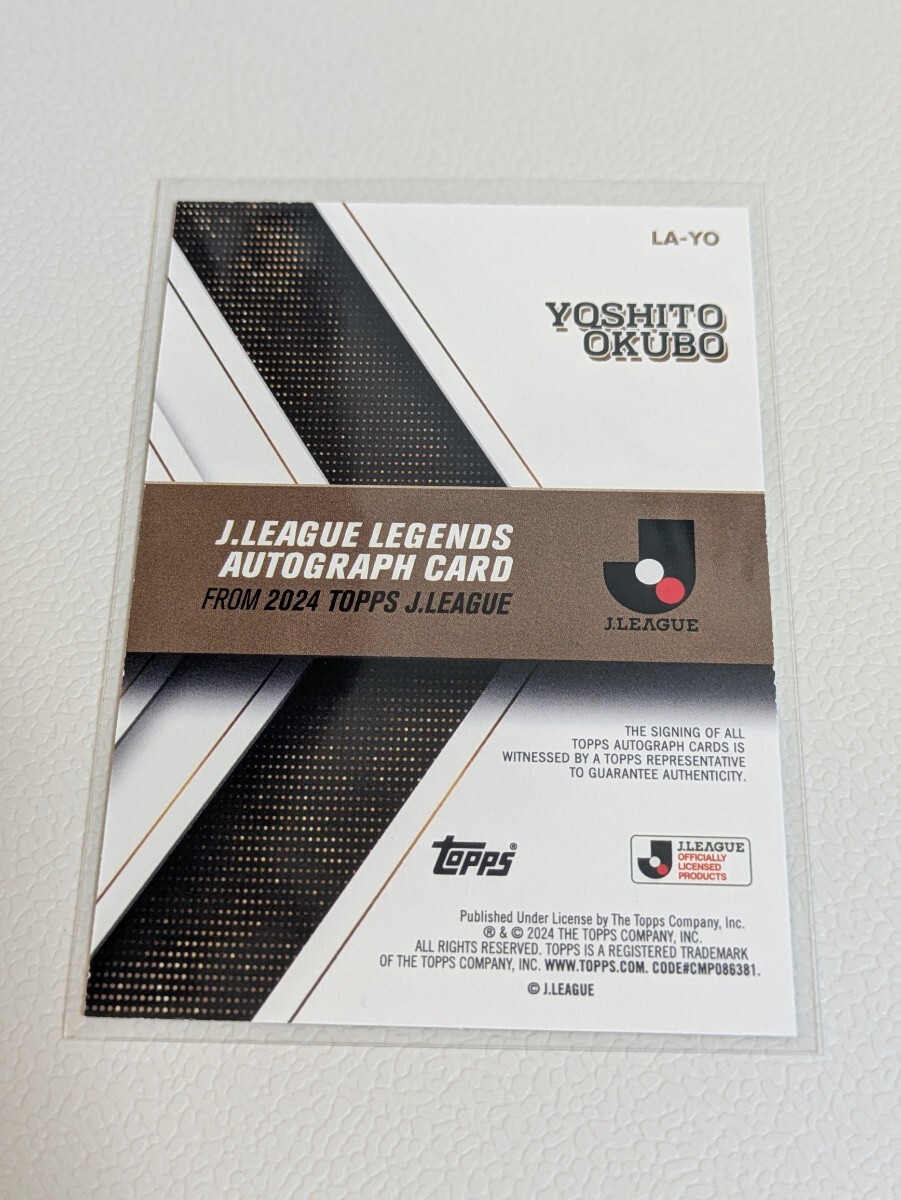 LA-YO
YOSHITO
OKUBO
J.LEAGUE LEGENDS
AUTOGRAPH CARD
FROM 2024 TOPPS J.LEAGUE
J.LEAGUE
THE SIGNING OF ALL
TOPPS AUTOGRAPH CARDS IS
WITNESSED BY A TOPPS REPRESENTATIVE
TO GUARANTEE AUTHENTICITY.
topps®
J.LEAGUE
OFFICIALLY
LICENSED
PRODUCTS
Published Under License by The Topps Company, Inc.
® & © 2024 THE TOPPS COMPANY, INC.
ALL RIGHTS RESERVED. TOPPS IS A REGISTERED TRADEMARK
OF THE TOPPS COMPANY, INC. WWW.TOPPS.COM. CODE#CMP086381.
© J.LEAGUE